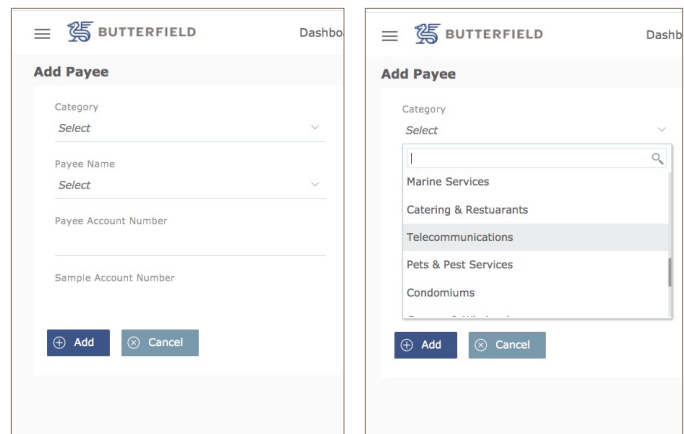 BUTTERFIELD
Dashboa
Add Payee
Category
Select
Payee Name
Select
Payee Account Number
Sample Account Number
Add
Cancel
BUTTERFIELD
Dashb
Add Payee
Category
Select
Marine Services
Catering & Restuarants
Telecommunications
Pets & Pest Services
Condomiums
Add
Cancel